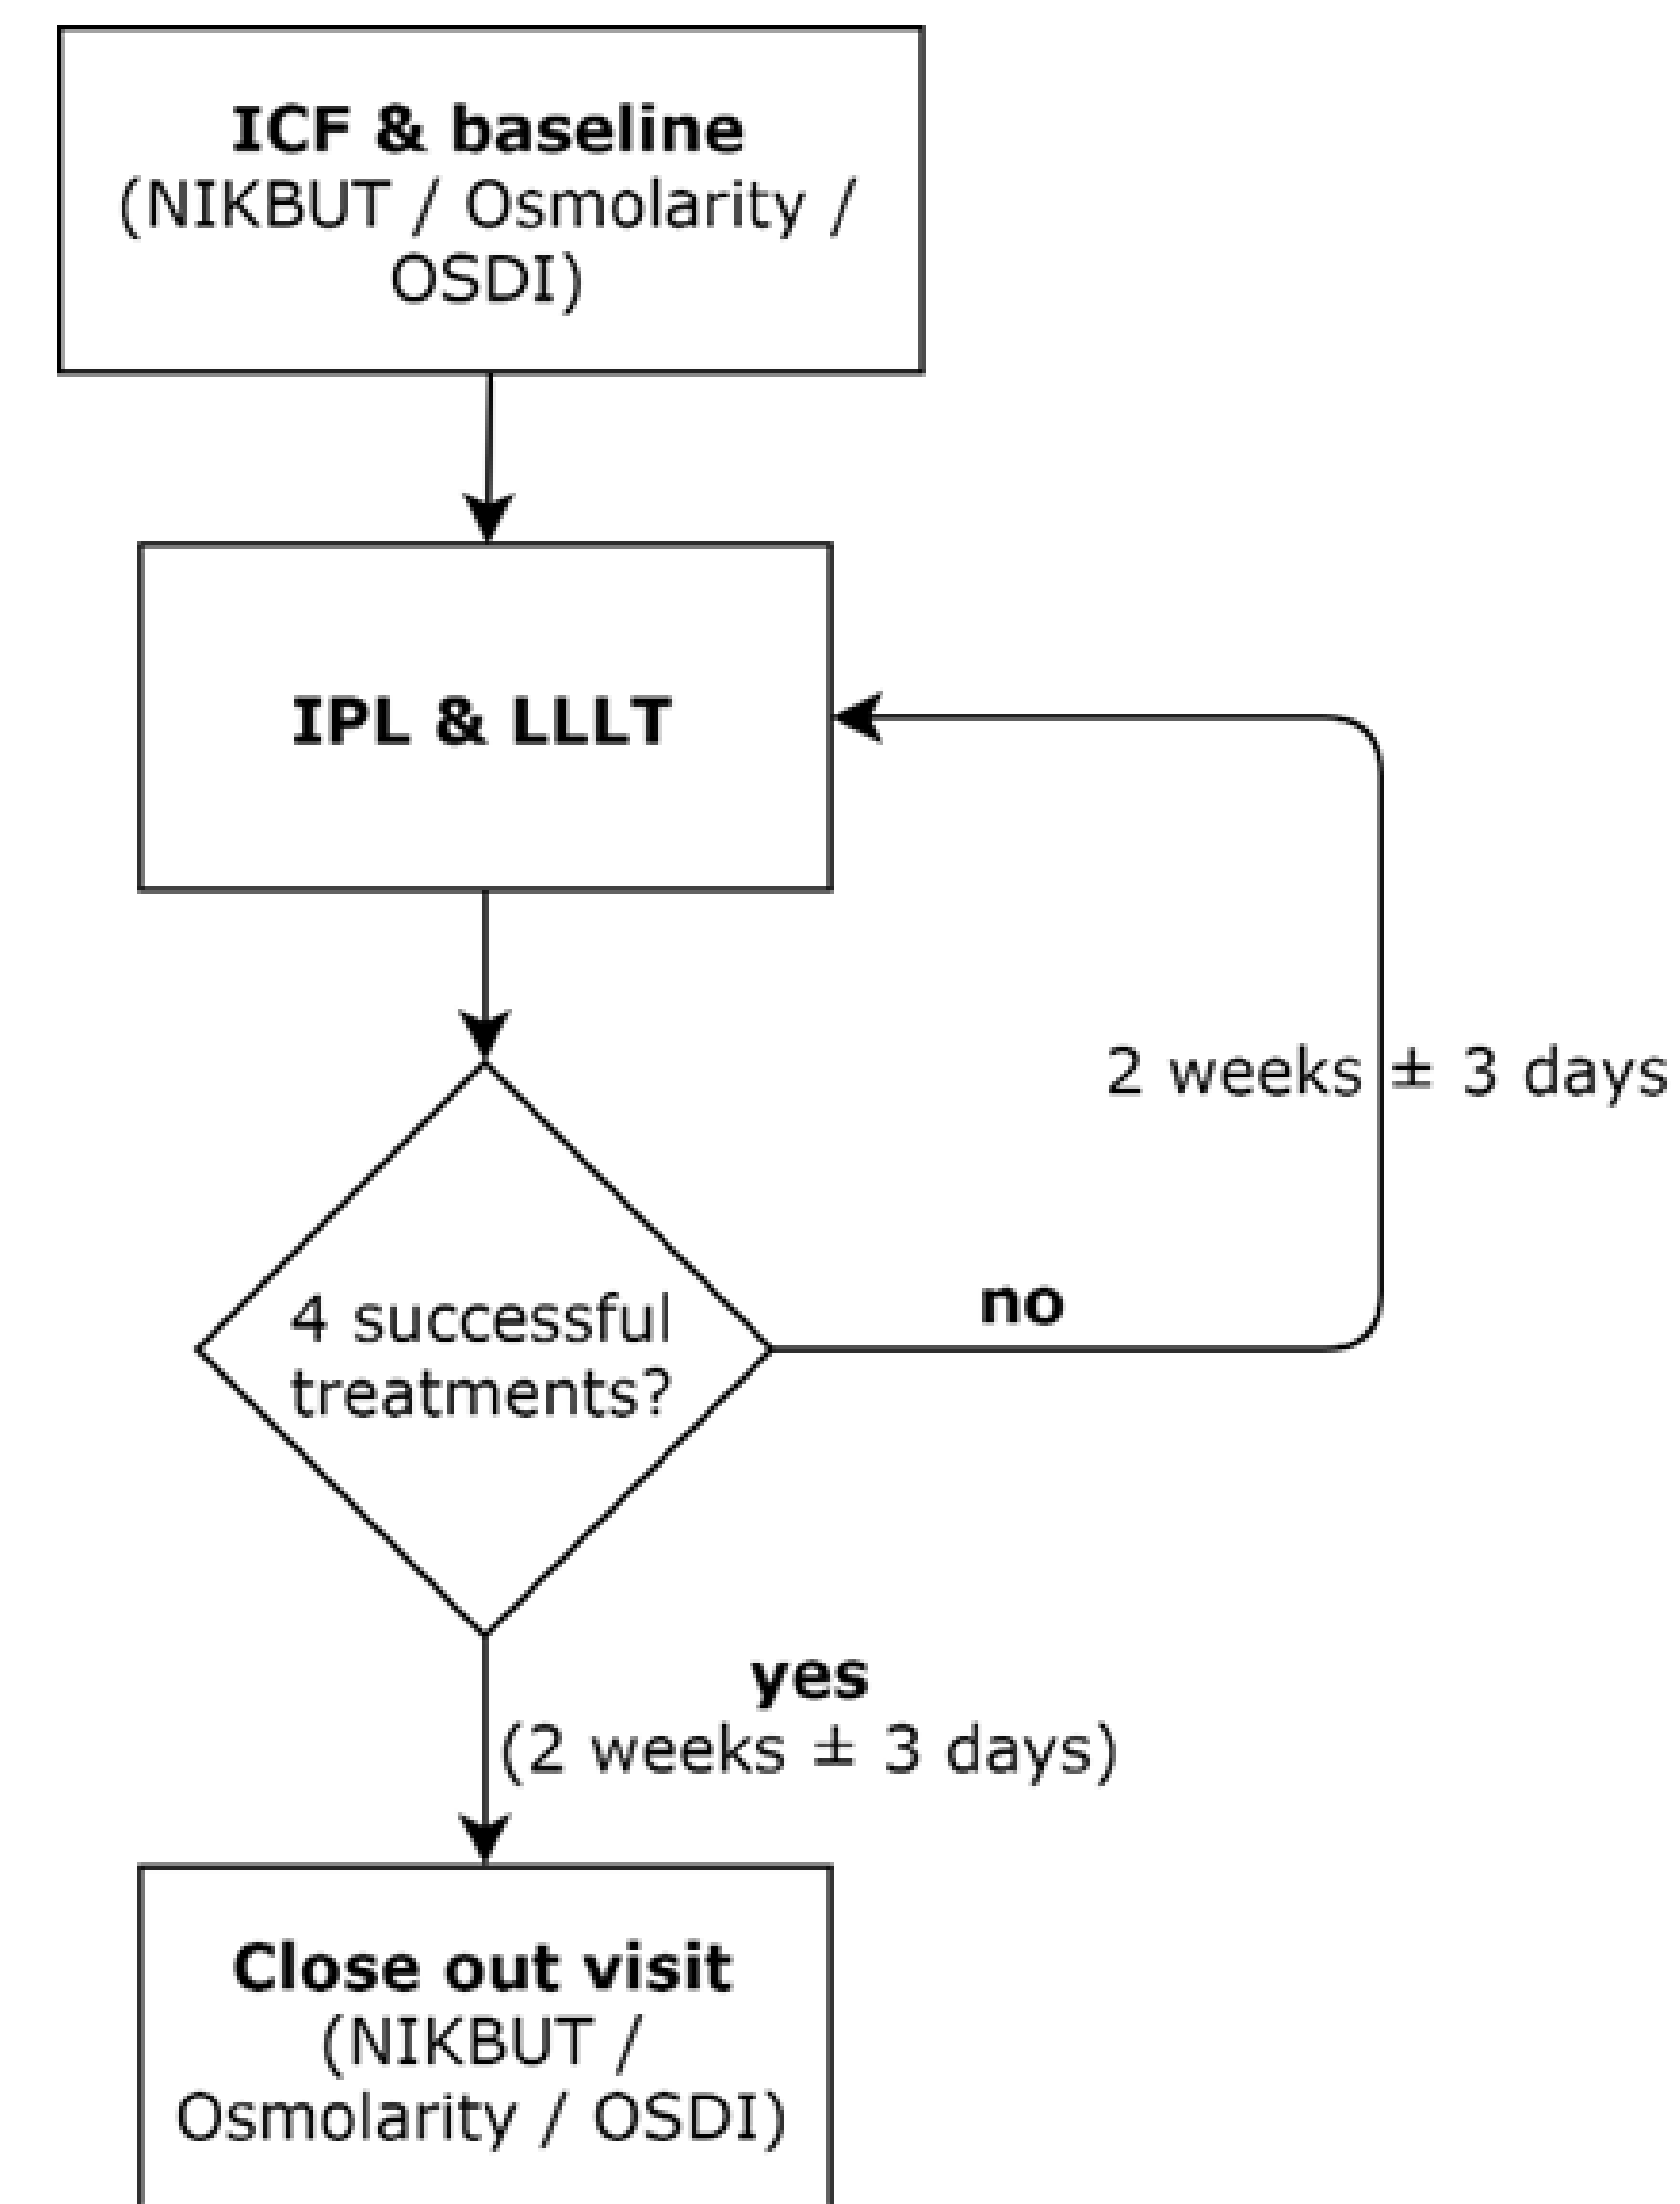 ICF & baseline
(NIKBUT / Osmolarity /
OSDI)
IPL & LLLT
2 weeks ± 3 days
4 successful
treatments?
no
yes
(2 weeks ± 3 days)
Close out visit
(NIKBUT /
Osmolarity / OSDI)